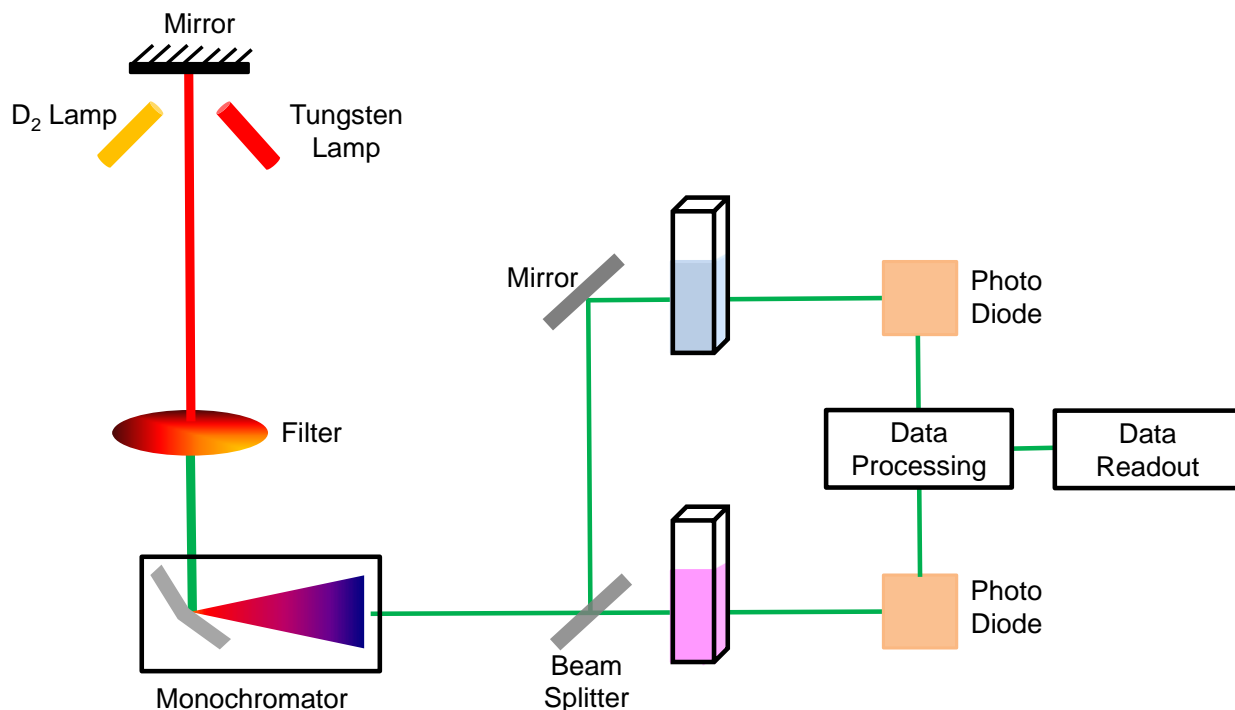 Mirror
D₂ Lamp
Tungsten
Lamp
Mirror
Photo
Diode
Filter
Data
Processing
Data
Readout
Photo
Diode
Beam
Splitter
Monochromator